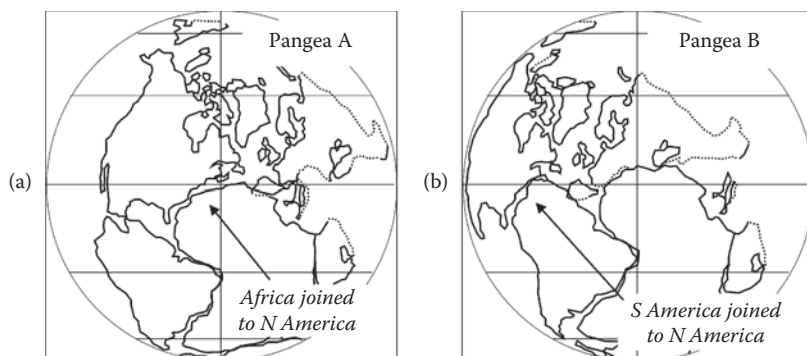 (a)
Pangea A
Africa joined
to N America
(b)
Pangea B
S America joined
to N America